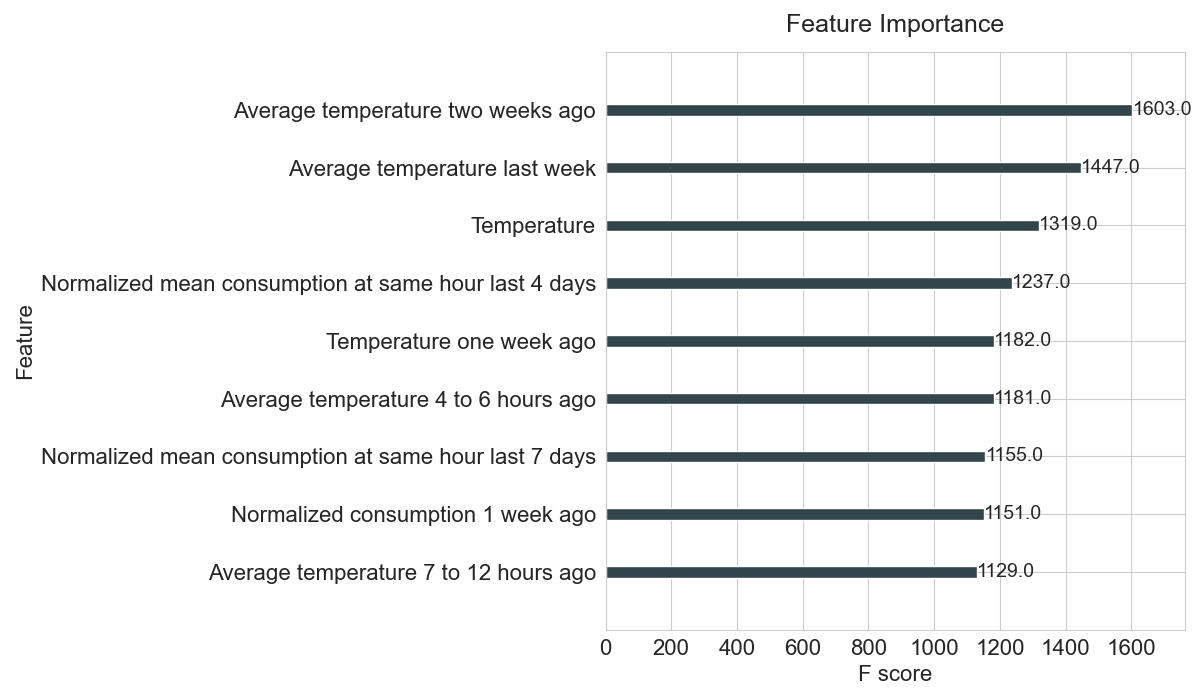 Feature Importance
Average temperature two weeks ago 1603.0
Average temperature last week 1447.0
Temperature 1319.0
Normalized mean consumption at same hour last 4 days 1237.0
Temperature one week ago 1182.0
Average temperature 4 to 6 hours ago 1181.0
Normalized mean consumption at same hour last 7 days 1155.0
Normalized consumption 1 week ago 1151.0
Average temperature 7 to 12 hours ago 1129.0
Feature
0 200 400 600 800 1000 1200 1400 1600
F score